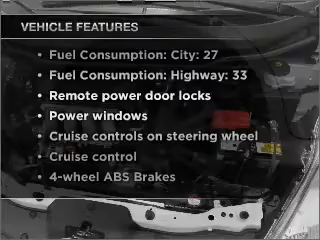 VEHICLE FEATURES
• Fuel Consumption: City: 27
• Fuel Consumption: Highway: 33
• Remote power door locks
• Power windows
• Cruise controls on steering wheel
• Cruise control
• 4-wheel ABS Brakes